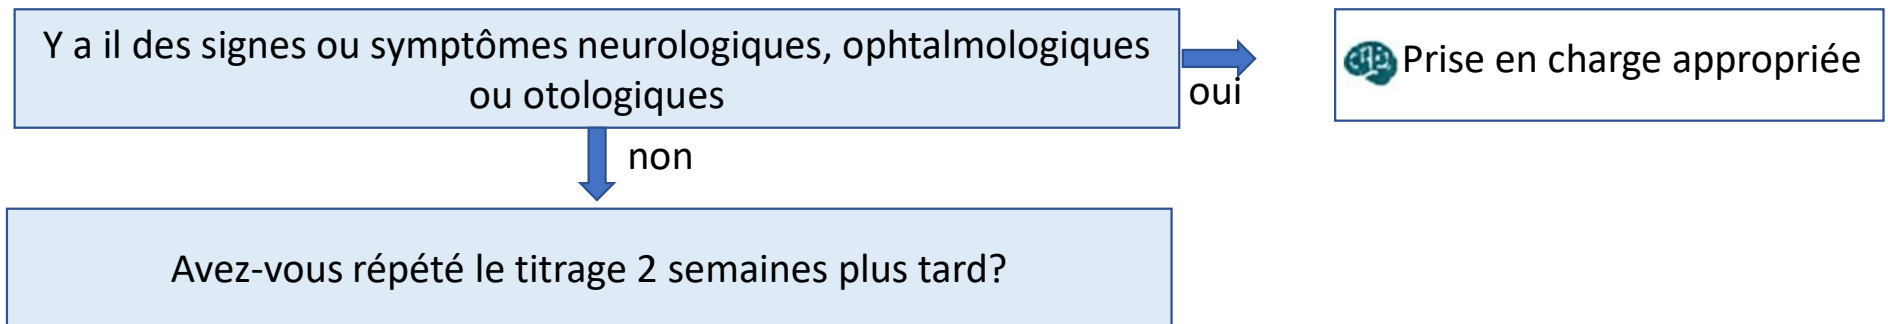 Y a il des signes ou symptômes neurologiques, ophtalmologiques
ou otologiques
oui
Prise en charge appropriée
non
Avez-vous répété le titrage 2 semaines plus tard?